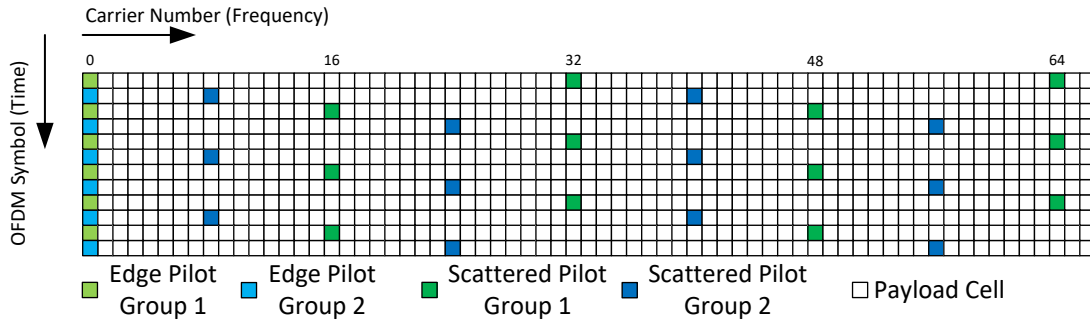 Carrier Number (Frequency)
OFDM Symbol (Time)
0 16 32 48 64
Edge Pilot
Group 1
Edge Pilot
Group 2
Scattered Pilot
Group 1
Scattered Pilot
Group 2
Payload Cell